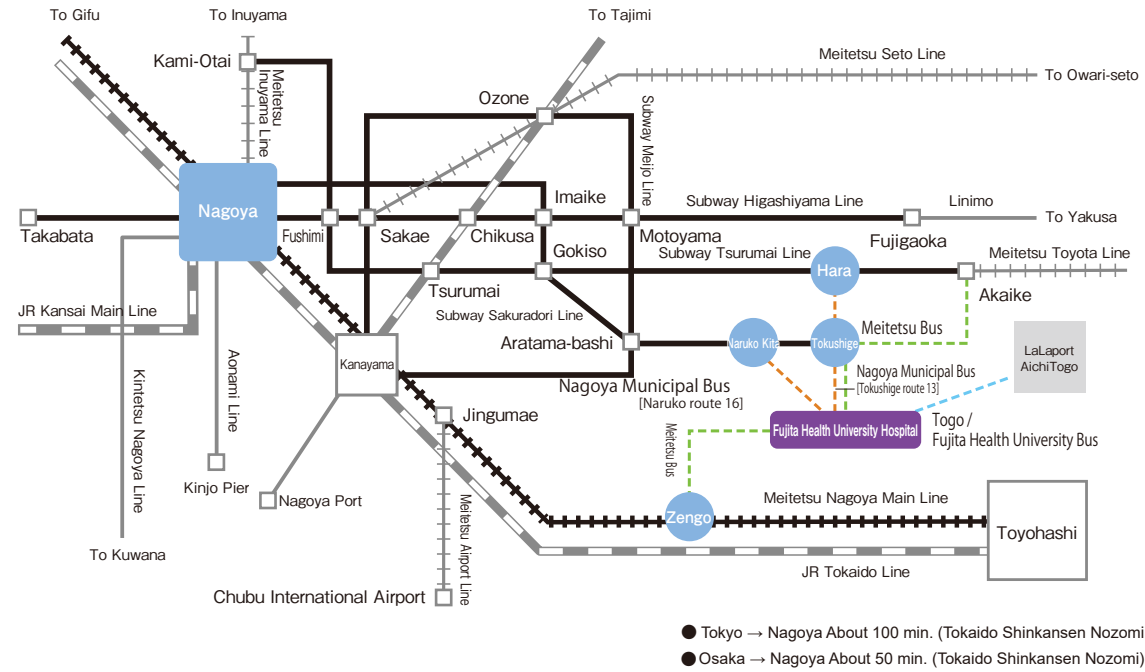 To Gifu
To Inuyama
To Tajimi
Kami-Otai
Meitetsu
Inuyama Line
Meitetsu Seto Line
To Owari-seto
Ozone
Subway Meijo Line
Nagoya
Imaike
Subway Higashiyama Line
Linimo
To Yakusa
Takabata
Fushimi
Sakae
Chikusa
Motoyama
Fujigaoka
Gokiso
Subway Tsurumai Line
Hara
Meitetsu Toyota Line
Tsurumai
Akaike
JR Kansai Main Line
Subway Sakuradori Line
Aratama-bashi
Naruko Kita
Tokushige
Meitetsu Bus
LaLaport
AichiTogo
Kanayama
Aonami Line
Kintetsu Nagoya Line
Nagoya Municipal Bus
[Naruko route 16]
Nagoya Municipal Bus
[Tokushige route 13]
Jingumae
Fujita Health University Hospital
Togo /
Fujita Health University Bus
Meitetsu Bus
Kinjo Pier
Nagoya Port
Meitetsu Airport Line
Zengo
Meitetsu Nagoya Main Line
Toyohashi
To Kuwana
JR Tokaido Line
Chubu International Airport
● Tokyo → Nagoya About 100 min. (Tokaido Shinkansen Nozomi
● Osaka → Nagoya About 50 min. (Tokaido Shinkansen Nozomi)